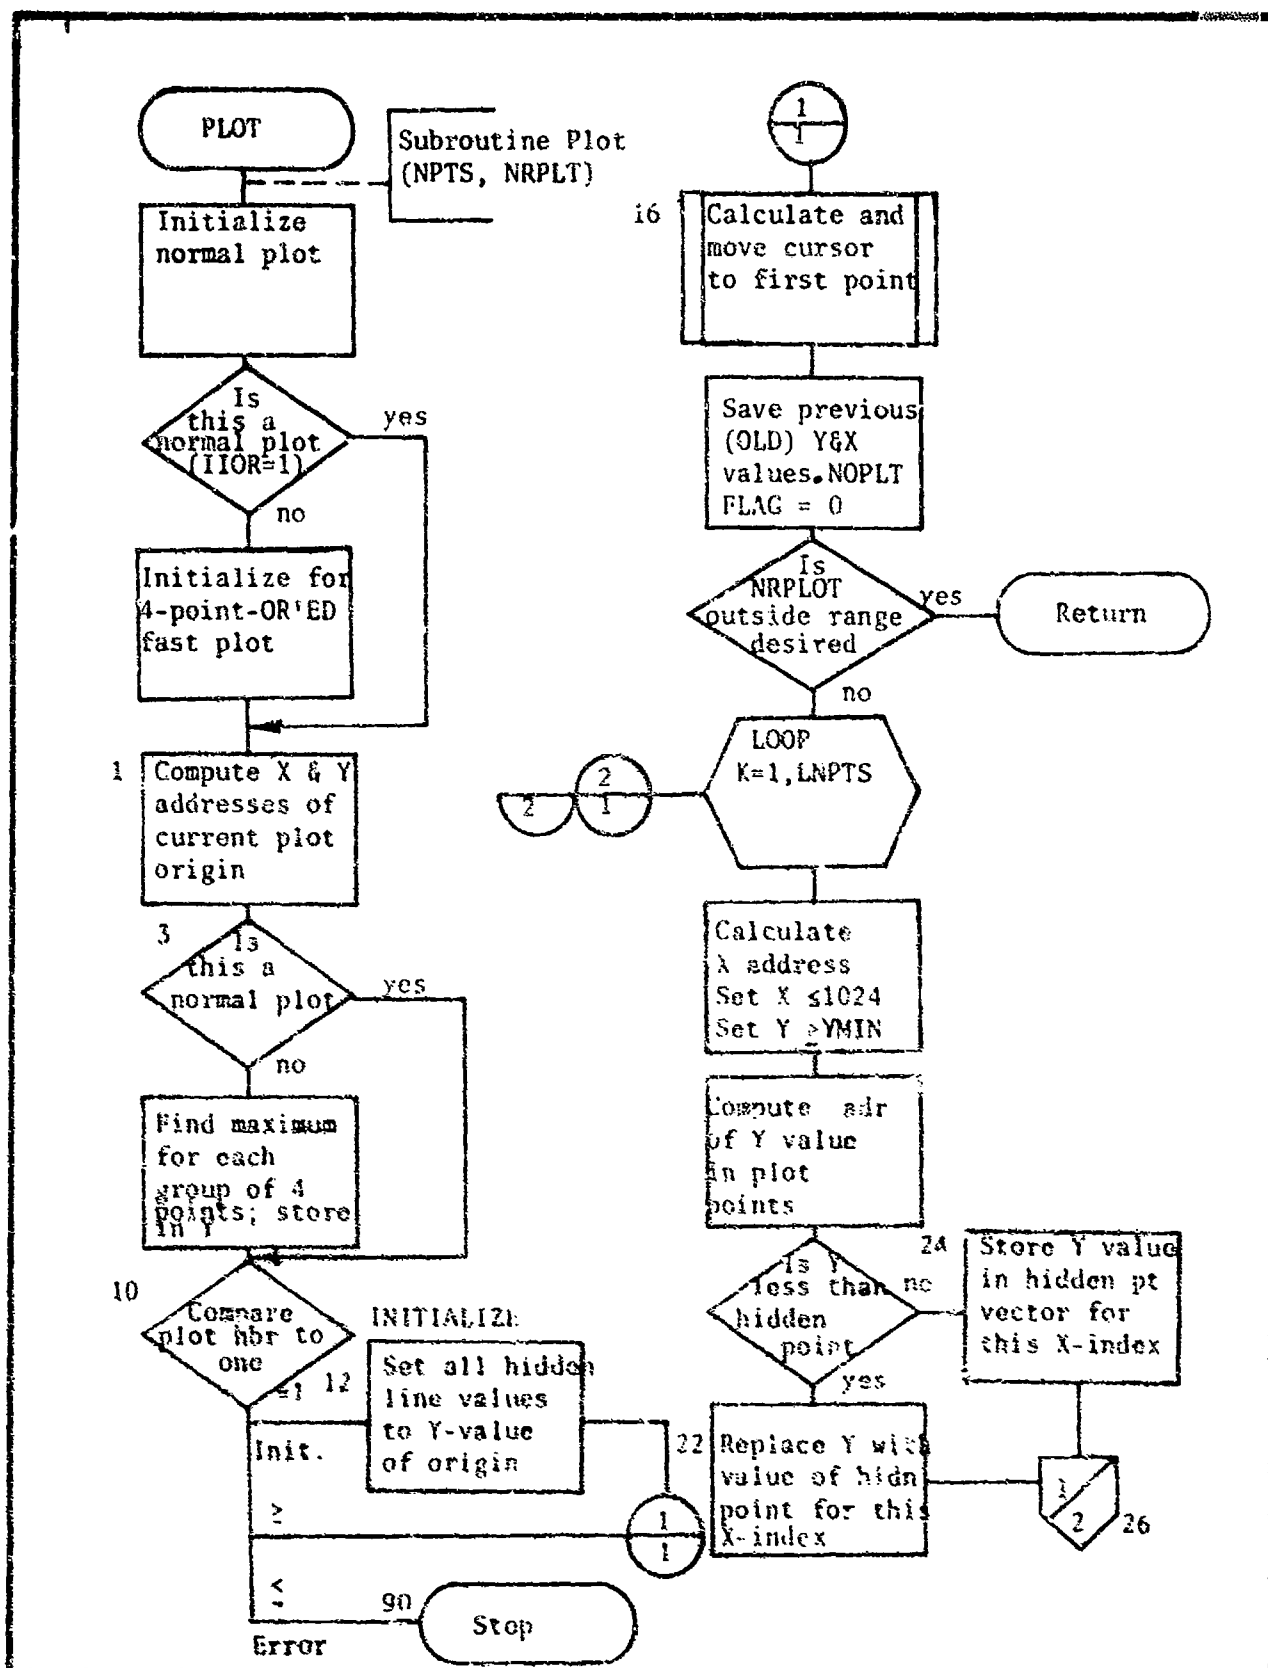 PLOT
Subroutine Plot
(NPTS, NRPLT)
Initialize
normal plot
Is
this a
normal plot
(IIOR=1)
yes
no
Initialize for
4-point-OR'ED
fast plot
1
Compute X & Y
addresses of
current plot
origin
3
Is
this a
normal plot
yes
no
Find maximum
for each
group of 4
points; store
in Y
10
Compare
plot nbr to
one
=1
12
INITIALIZE
Set all hidden
line values
to Y-value
of origin
Init.
≥
1
1
<
90
Stop
Error
1
1
16
Calculate and
move cursor
to first point
Save previous
(OLD) Y&X
values.NOPLT
FLAG = 0
Is
NRPLOT
outside range
desired
yes
Return
no
LOOP
K=1,LNPTS
2
2
1
Calculate
X address
Set X ≤1024
Set Y ≥YMIN
Compute adr
of Y value
in plot
points
Is Y
less than
hidden
point
no
yes
24
Store Y value
in hidden pt
vector for
this X-index
22
Replace Y with
value of hidn
point for this
X-index
1
2
26